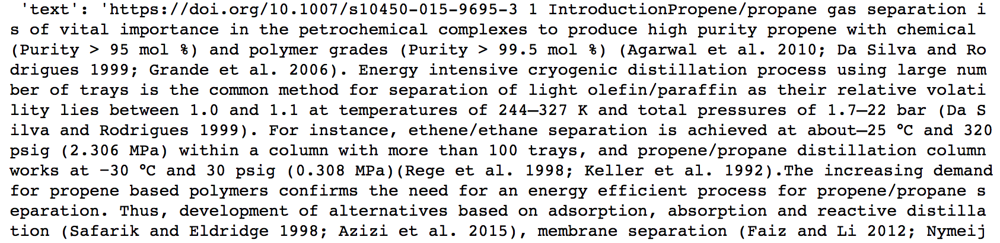 'text': 'https://doi.org/10.1007/s10450-015-9695-3 1 IntroductionPropene/propane gas separation i
s of vital importance in the petrochemical complexes to produce high purity propene with chemical
(Purity > 95 mol %) and polymer grades (Purity > 99.5 mol %) (Agarwal et al. 2010; Da Silva and Ro
drigues 1999; Grande et al. 2006). Energy intensive cryogenic distillation process using large num
ber of trays is the common method for separation of light olefin/paraffin as their relative volati
lity lies between 1.0 and 1.1 at temperatures of 244–327 K and total pressures of 1.7–22 bar (Da S
ilva and Rodrigues 1999). For instance, ethene/ethane separation is achieved at about−25 °C and 320
psig (2.306 MPa) within a column with more than 100 trays, and propene/propane distillation column
works at −30 °C and 30 psig (0.308 MPa)(Rege et al. 1998; Keller et al. 1992).The increasing demand
for propene based polymers confirms the need for an energy efficient process for propene/propane s
eparation. Thus, development of alternatives based on adsorption, absorption and reactive distilla
tion (Safarik and Eldridge 1998; Azizi et al. 2015), membrane separation (Faiz and Li 2012; Nymeij